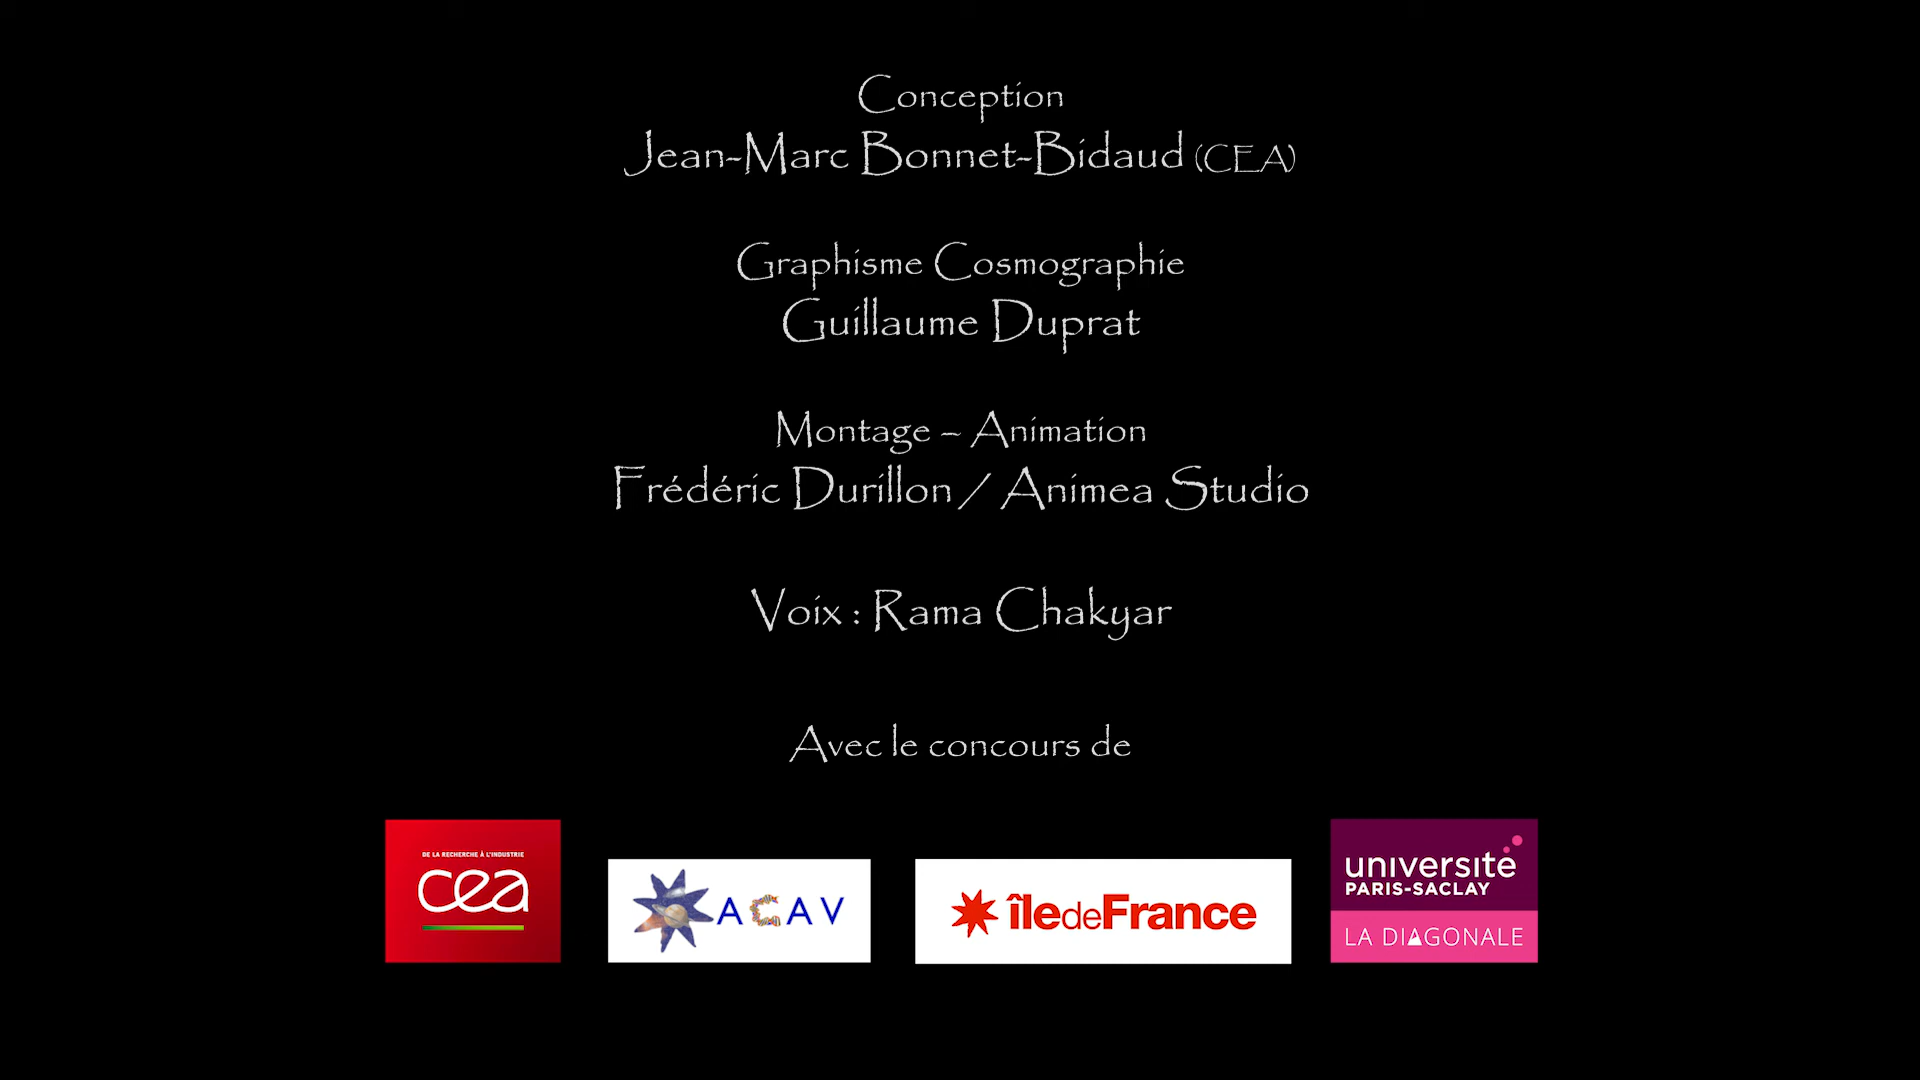 Conception
Jean-Marc Bonnet-Bidaud (CEA)
Graphisme Cosmographie
Guillaume Duprat
Montage – Animation
Frédéric Durillon / Animea Studio
Voix : Rama Chakyar
Avec le concours de
DE LA RECHERCHE À L'INDUSTRIE
cea
ACAV
îledeFrance
université
PARIS-SACLAY
LA DIAGONALE